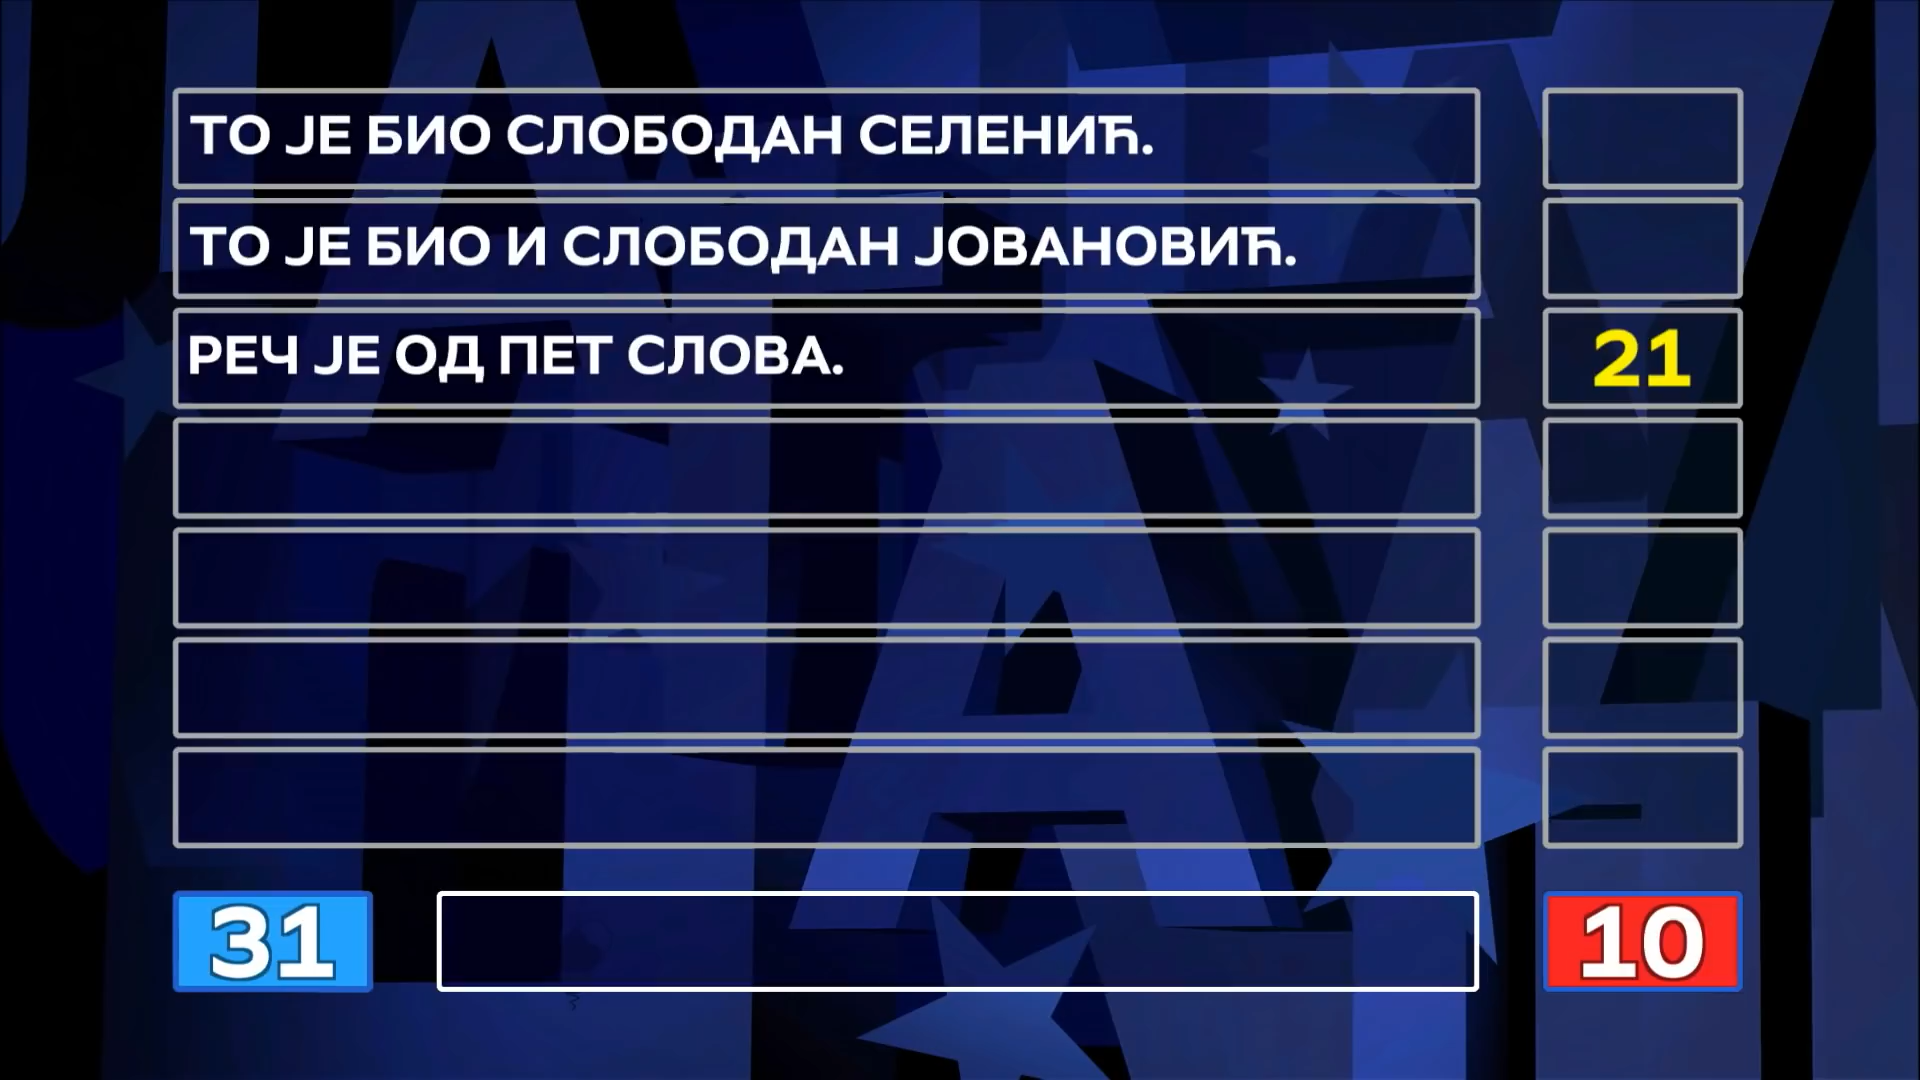 ТО ЈЕ БИО СЛОБОДАН СЕЛЕНИЋ.
ТО ЈЕ БИО И СЛОБОДАН ЈОВАНОВИЋ.
РЕЧ ЈЕ ОД ПЕТ СЛОВА.
21
31
10